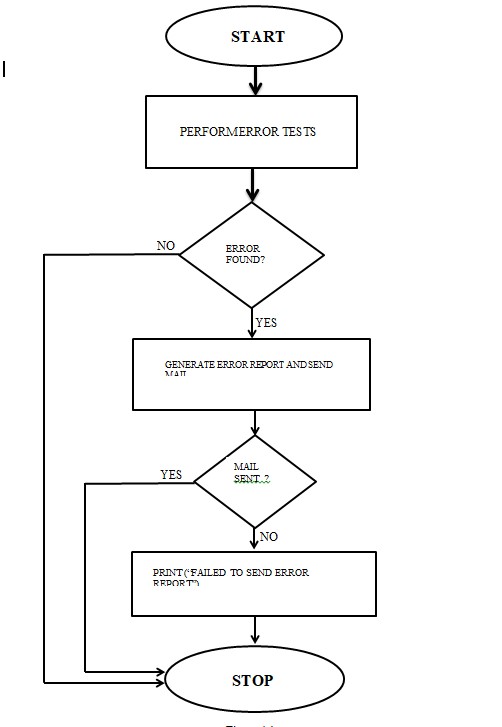 START
PERFORMERROR TESTS
NO
ERROR
FOUND?
YES
GENERATE ERROR REPORT AND SEND
MAIL
YES
MAIL
SENT ?
NO
PRINT("FAILED TO SEND ERROR
REPORT")
STOP